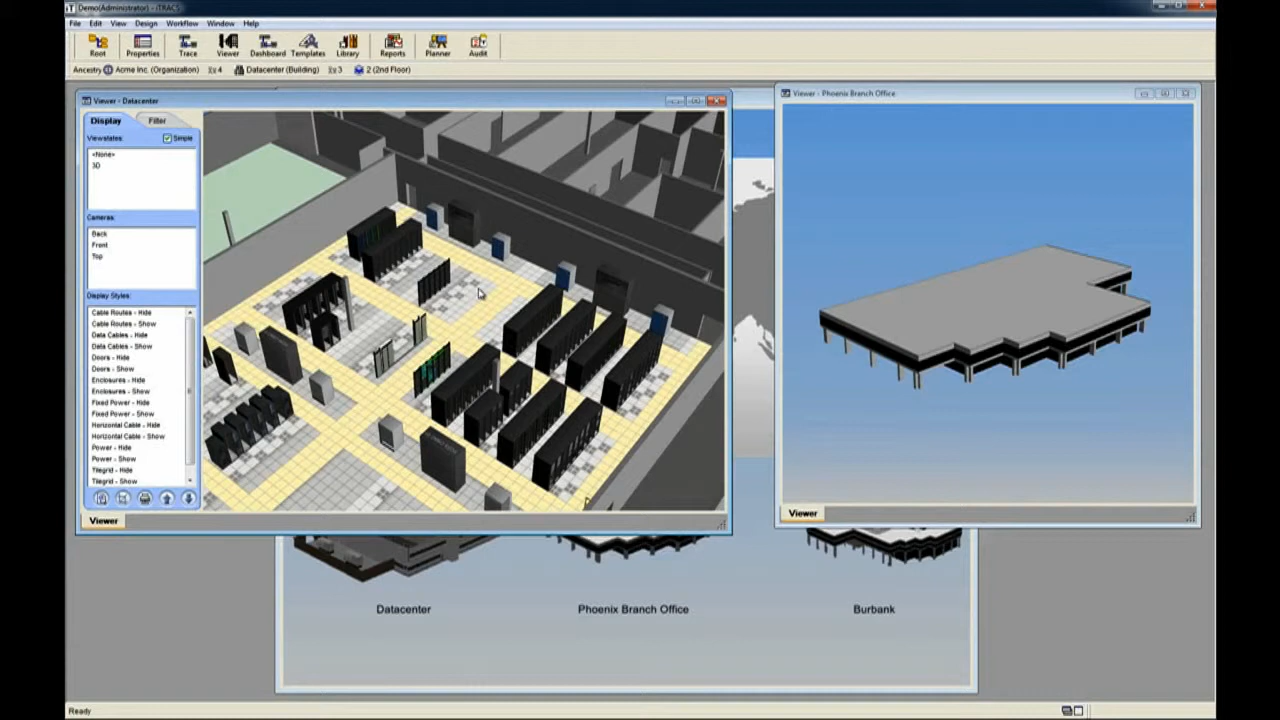 Demo(Administrator) - iTRACS
File Edit View Design Workflow Window Help
Root Properties Trace Viewer Dashboard Templates Library Reports Planner Audit
Ancestry Acme Inc. (Organization) 4 Datacenter (Building) 3 2 (2nd Floor)
Viewer - Datacenter
Display Filter
Viewstates: Simple
<None>
3D
Cameras:
Back
Front
Top
Display Styles:
Cable Routes - Hide
Cable Routes - Show
Data Cables - Hide
Data Cables - Show
Doors - Hide
Doors - Show
Enclosures - Hide
Enclosures - Show
Fixed Power - Hide
Fixed Power - Show
Horizontal Cable - Hide
Horizontal Cable - Show
Power - Hide
Power - Show
Tilegrid - Hide
Tilegrid - Show
Viewer
Viewer - Phoenix Branch Office
Viewer
Datacenter
Phoenix Branch Office
Burbank
Ready